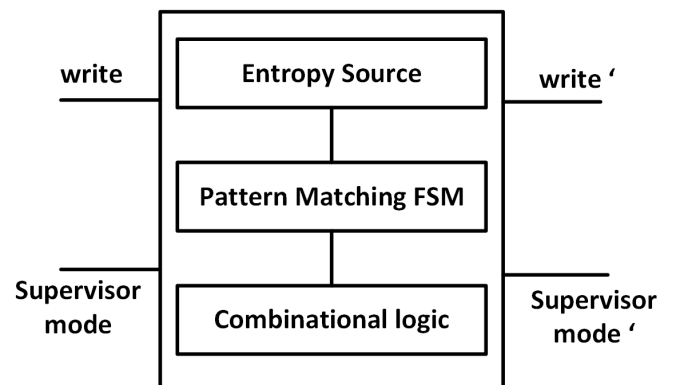 write
Entropy Source
write ‘
Pattern Matching FSM
Supervisor
mode
Combinational logic
Supervisor
mode ‘